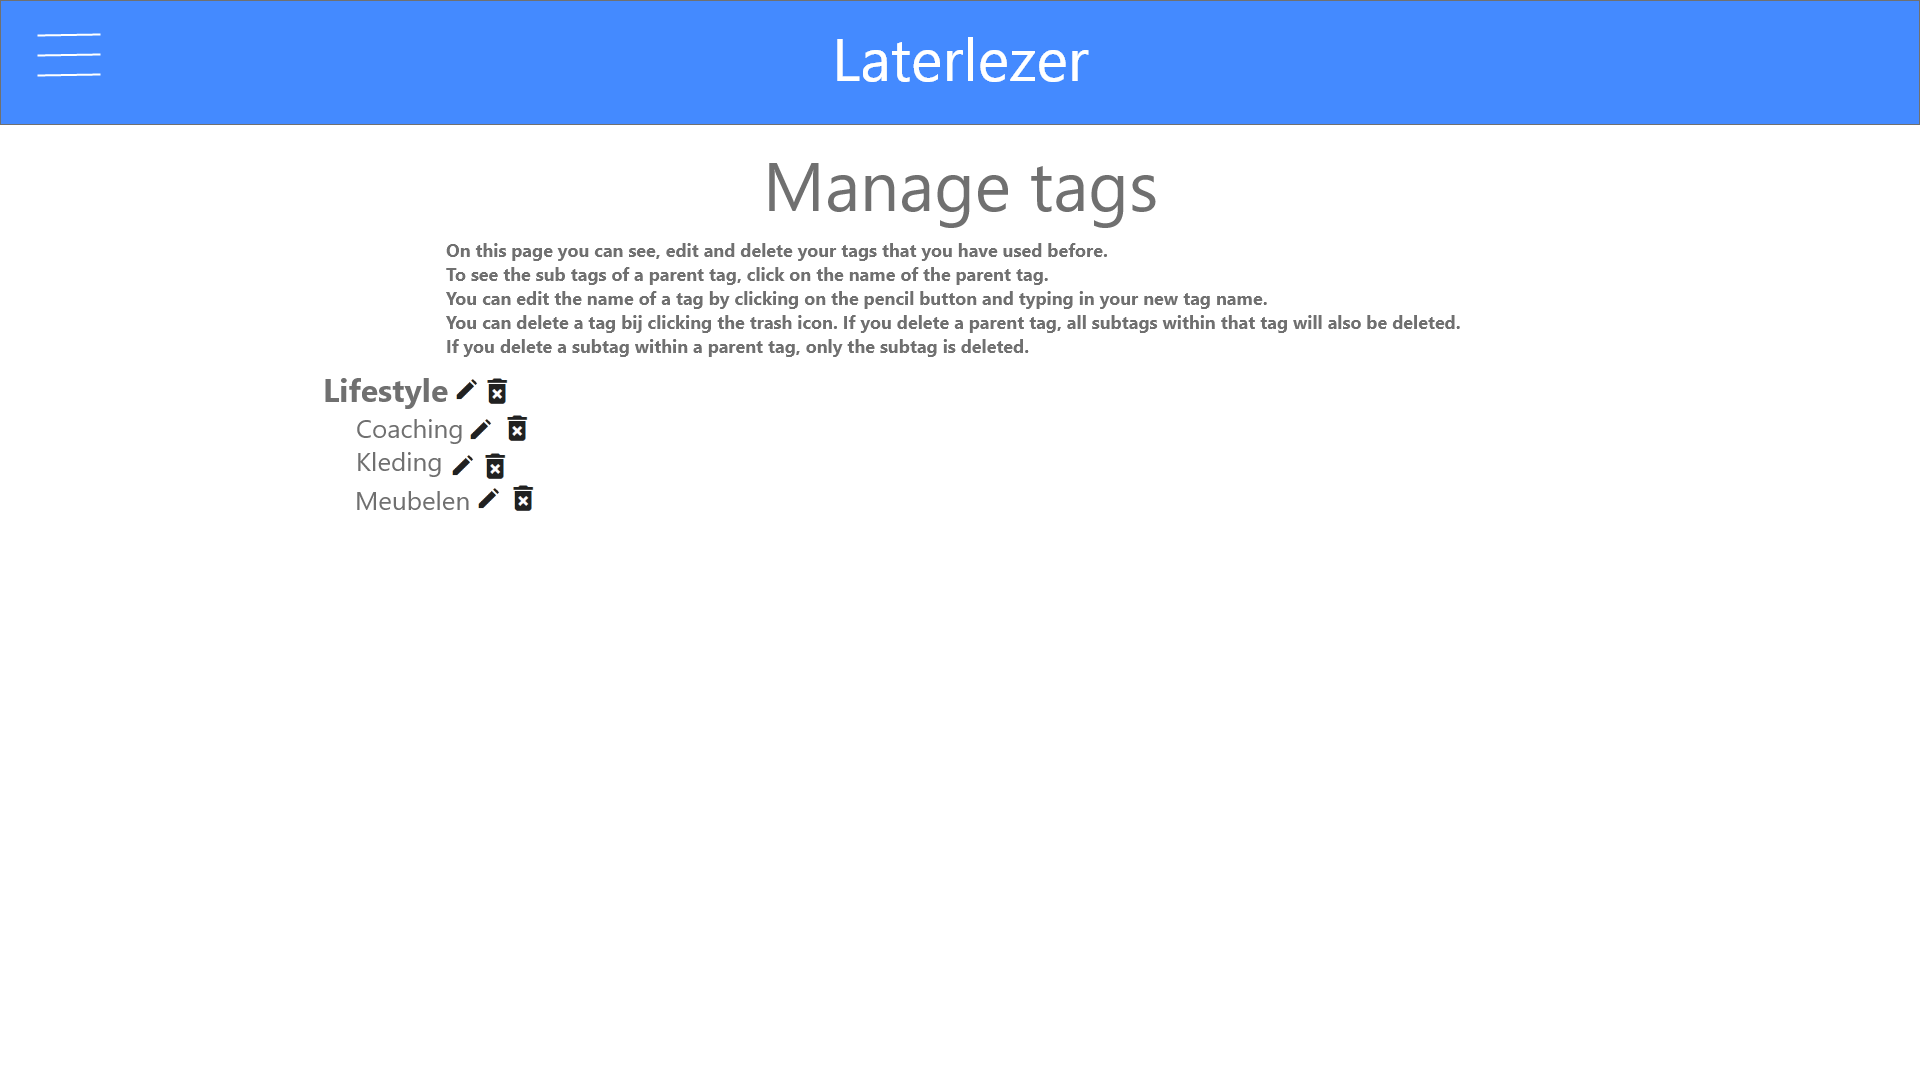 Laterlezer
Manage tags
On this page you can see, edit and delete your tags that you have used before.
To see the sub tags of a parent tag, click on the name of the parent tag.
You can edit the name of a tag by clicking on the pencil button and typing in your new tag name.
You can delete a tag bij clicking the trash icon. If you delete a parent tag, all subtags within that tag will also be deleted.
If you delete a subtag within a parent tag, only the subtag is deleted.
Lifestyle
Coaching
Kleding
Meubelen